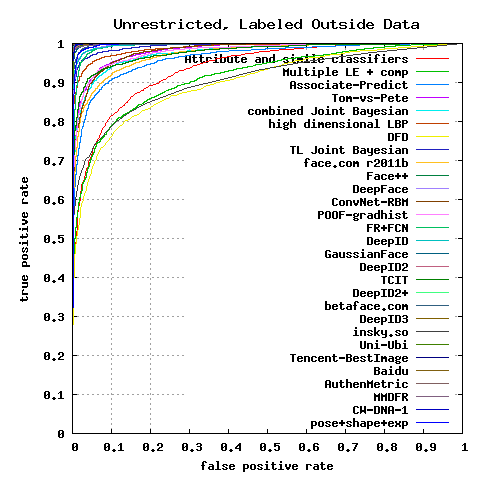 Unrestricted, Labeled Outside Data
1
0.9
0.8
0.7
0.6
0.5
0.4
0.3
0.2
0.1
0
true positive rate
Attribute and simile classifiers
Multiple LE + comp
Associate-Predict
Tom-vs-Pete
combined Joint Bayesian
high dimensional LBP
DFD
TL Joint Bayesian
face.com r2011b
Face++
DeepFace
ConvNet-RBM
POOF-gradhist
FR+FCN
DeepID
GaussianFace
DeepID2
TCIT
DeepID2+
betaface.com
DeepID3
insky.so
Uni-Ubi
Tencent-BestImage
Baidu
AuthenMetric
MMDFR
CW-DNA-1
pose+shape+exp
0 0.1 0.2 0.3 0.4 0.5 0.6 0.7 0.8 0.9 1
false positive rate